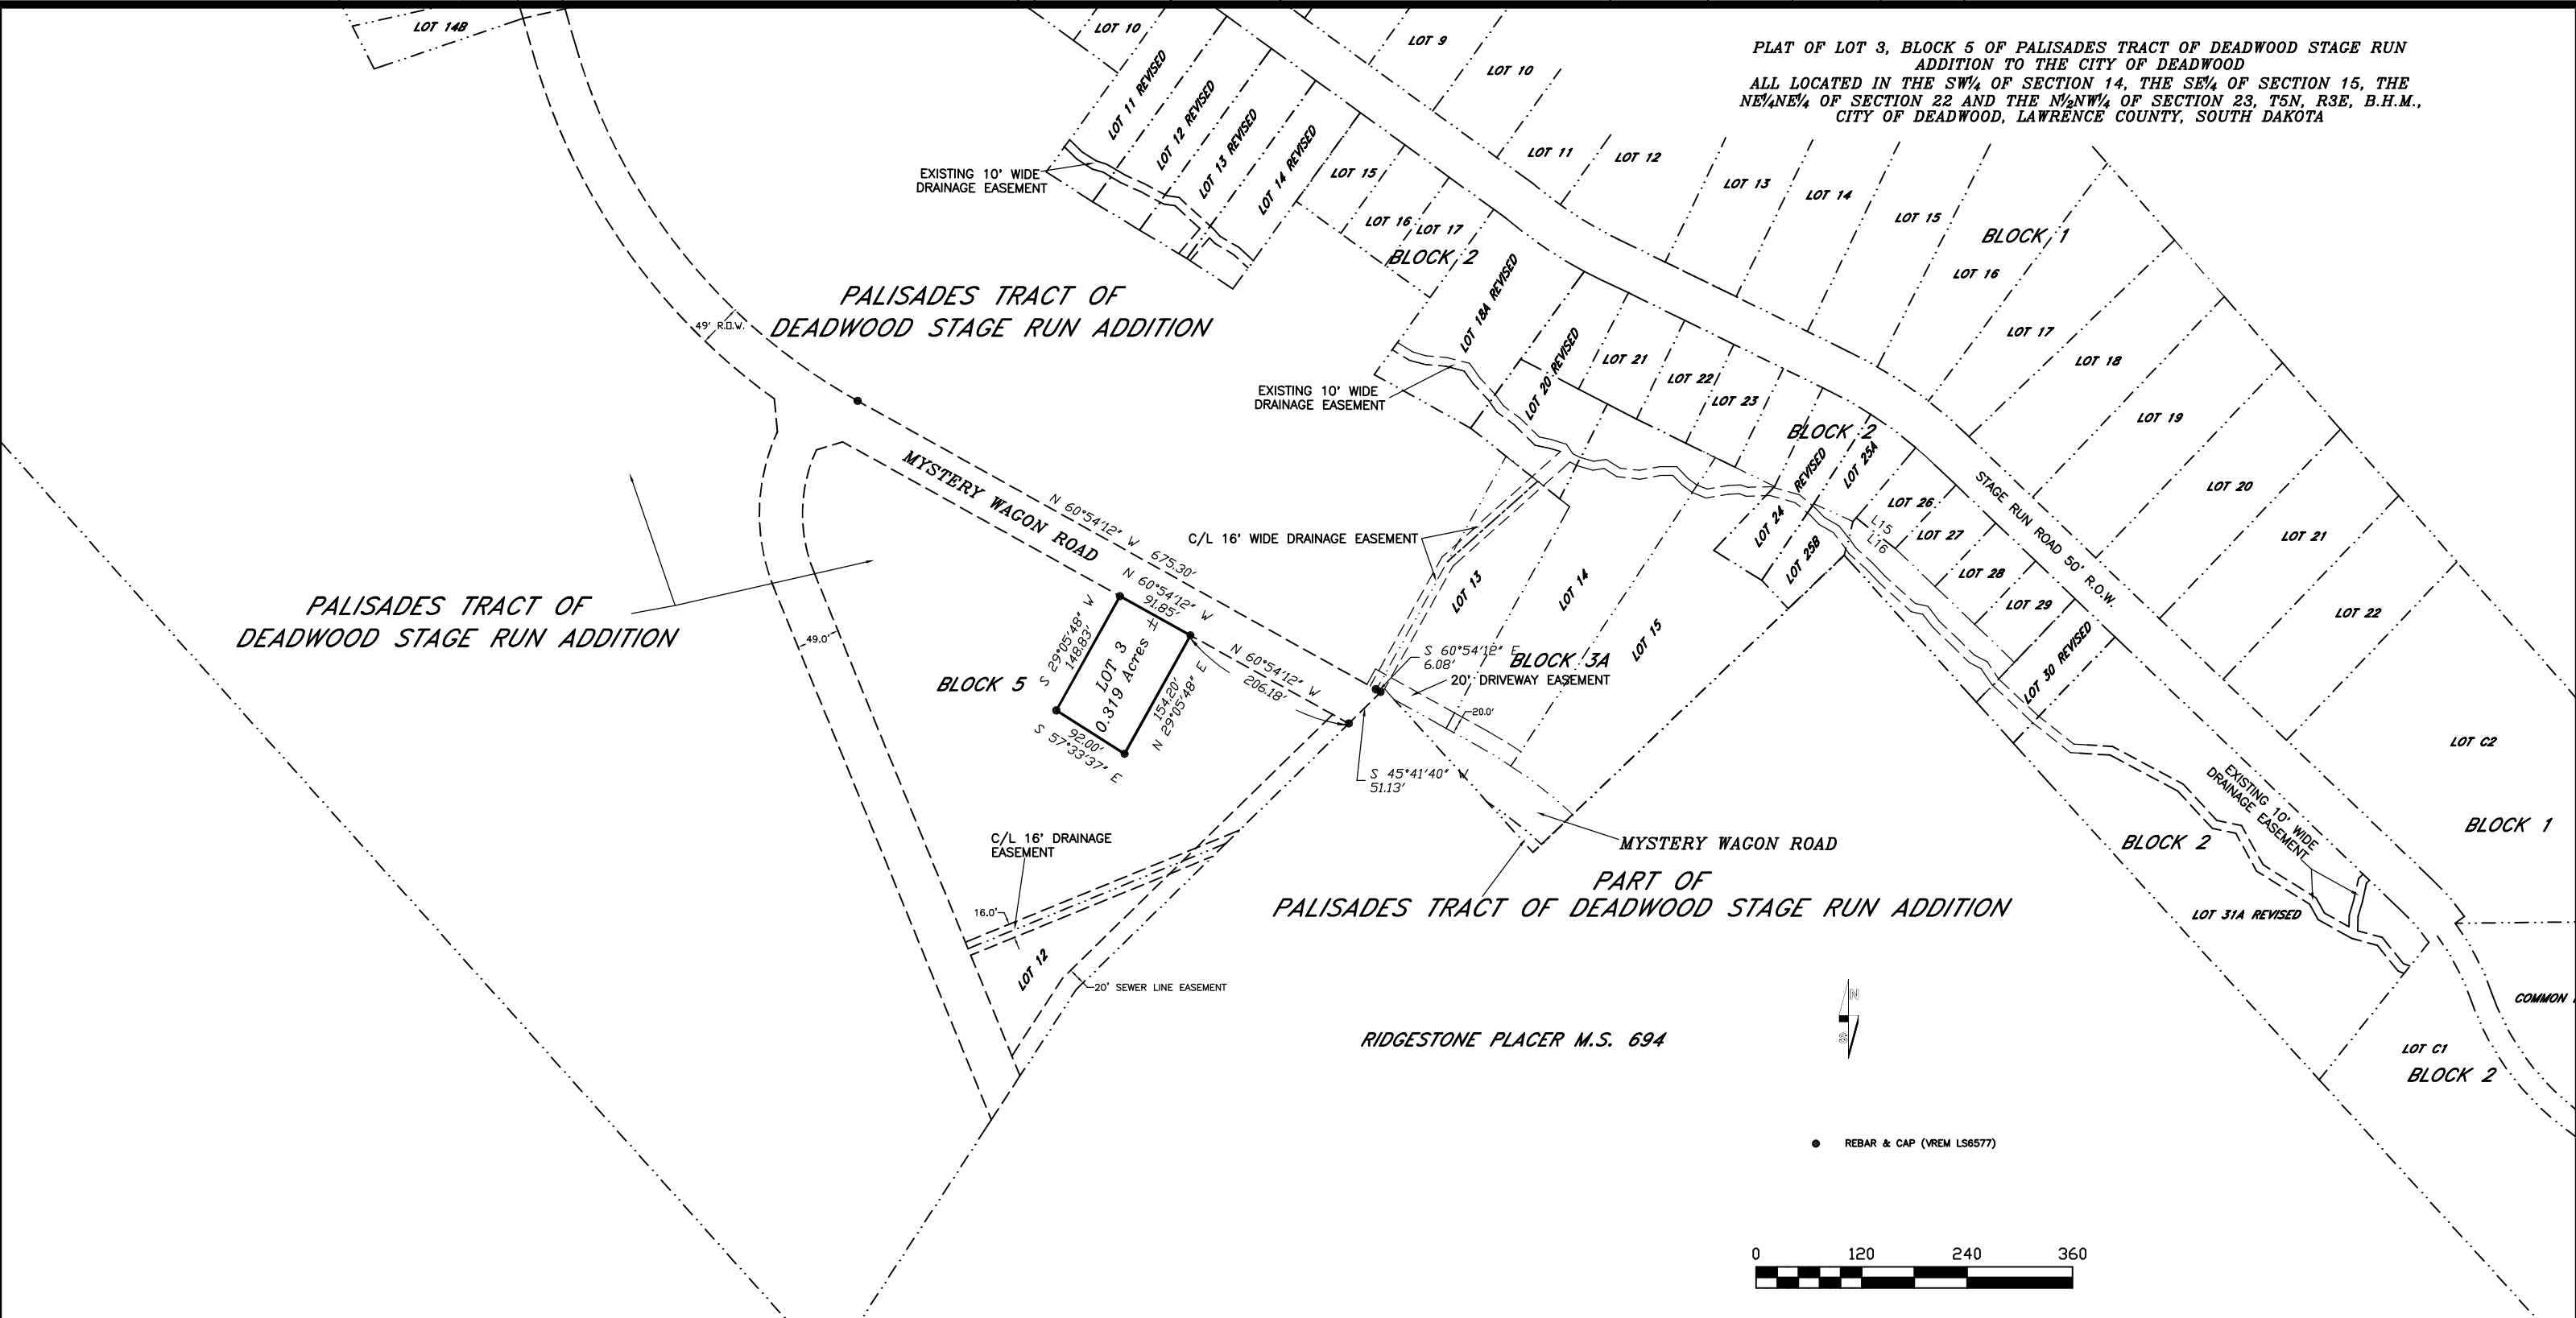 PLAT OF LOT 3, BLOCK 5 OF PALISADES TRACT OF DEADWOOD STAGE RUN
ADDITION TO THE CITY OF DEADWOOD
ALL LOCATED IN THE SW¼ OF SECTION 14, THE SE¼ OF SECTION 15, THE
NE¼NE¼ OF SECTION 22 AND THE N½NW¼ OF SECTION 23, T5N, R3E, B.H.M.,
CITY OF DEADWOOD, LAWRENCE COUNTY, SOUTH DAKOTA
LOT 14B
LOT 10
LOT 11 REVISED
LOT 12 REVISED
LOT 13 REVISED
LOT 14 REVISED
LOT 15
LOT 16
LOT 17
BLOCK 2
LOT 9
LOT 10
LOT 11
LOT 12
LOT 13
LOT 14
LOT 15
BLOCK 1
LOT 16
LOT 17
LOT 18
LOT 19
LOT 20
LOT 21
LOT 22
EXISTING 10' WIDE
DRAINAGE EASEMENT
PALISADES TRACT OF
DEADWOOD STAGE RUN ADDITION
49' R.O.W.
LOT 18A REVISED
LOT 20 REVISED
LOT 21
LOT 22
LOT 23
EXISTING 10' WIDE
DRAINAGE EASEMENT
BLOCK 2
LOT 24
REVISED
LOT 25A
LOT 25B
LOT 26
L15
L16
LOT 27
LOT 28
LOT 29
LOT 30 REVISED
STAGE RUN ROAD 50' R.O.W.
MYSTERY WAGON ROAD
N 60°54'12" W 675.30'
C/L 16' WIDE DRAINAGE EASEMENT
LOT 13
LOT 14
LOT 15
PALISADES TRACT OF
DEADWOOD STAGE RUN ADDITION
49.0'
BLOCK 5
N 60°54'12" W
91.85'
S 29°05'48" W
148.83'
LOT 3
0.319 Acres ±
154.20'
N 29°05'48" E
92.00'
S 57°33'37" E
N 60°54'12" W
206.18'
S 60°54'12" E
6.08'
BLOCK 3A
20' DRIVEWAY EASEMENT
20.0'
S 45°41'40" W
51.13'
MYSTERY WAGON ROAD
PART OF
PALISADES TRACT OF DEADWOOD STAGE RUN ADDITION
C/L 16' DRAINAGE
EASEMENT
16.0'
LOT 12
20' SEWER LINE EASEMENT
RIDGESTONE PLACER M.S. 694
N
S
LOT C2
BLOCK 1
EXISTING 10' WIDE
DRAINAGE EASEMENT
BLOCK 2
LOT 31A REVISED
COMMON
LOT C1
BLOCK 2
REBAR & CAP (VREM LS6577)
0 120 240 360